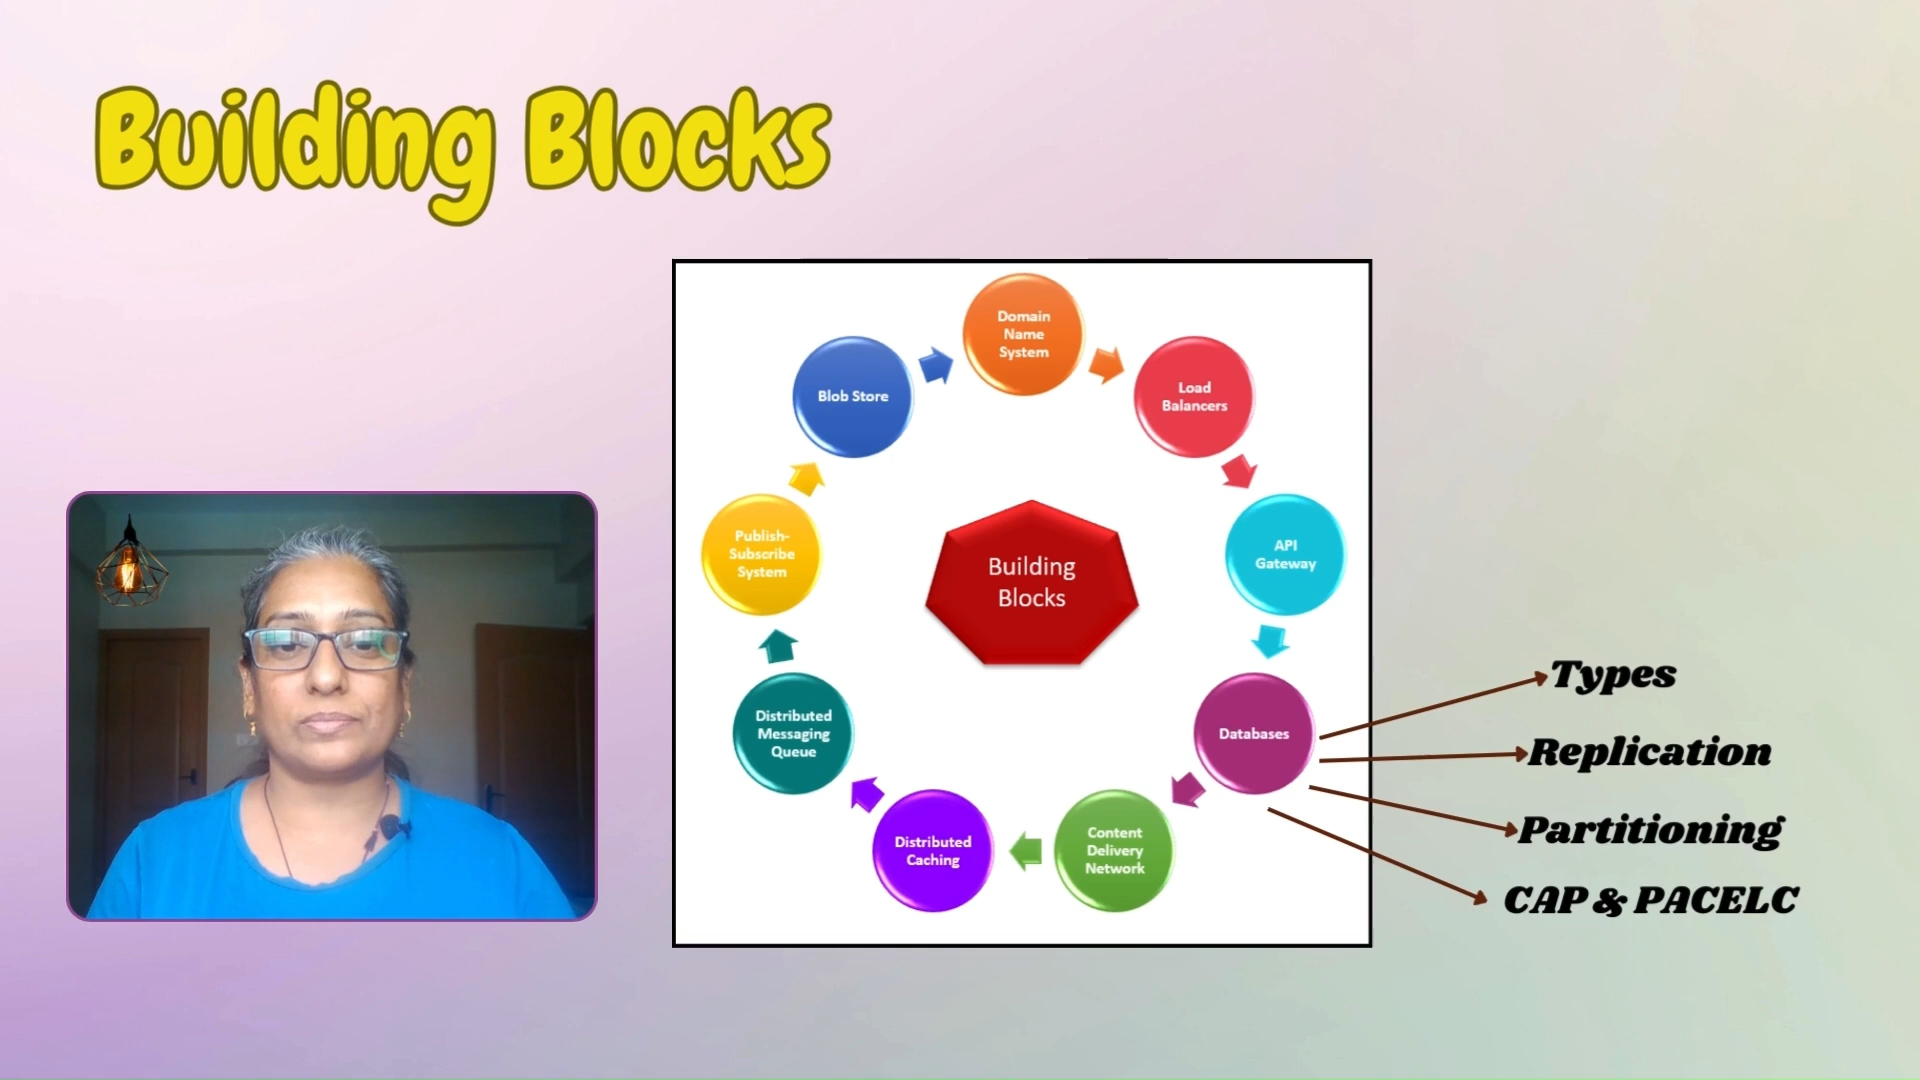 Building Blocks
Domain
Name
System
Load
Balancers
API
Gateway
Databases
Content
Delivery
Network
Distributed
Caching
Distributed
Messaging
Queue
Publish-
Subscribe
System
Blob Store
Building
Blocks
Types
Replication
Partitioning
CAP & PACELC